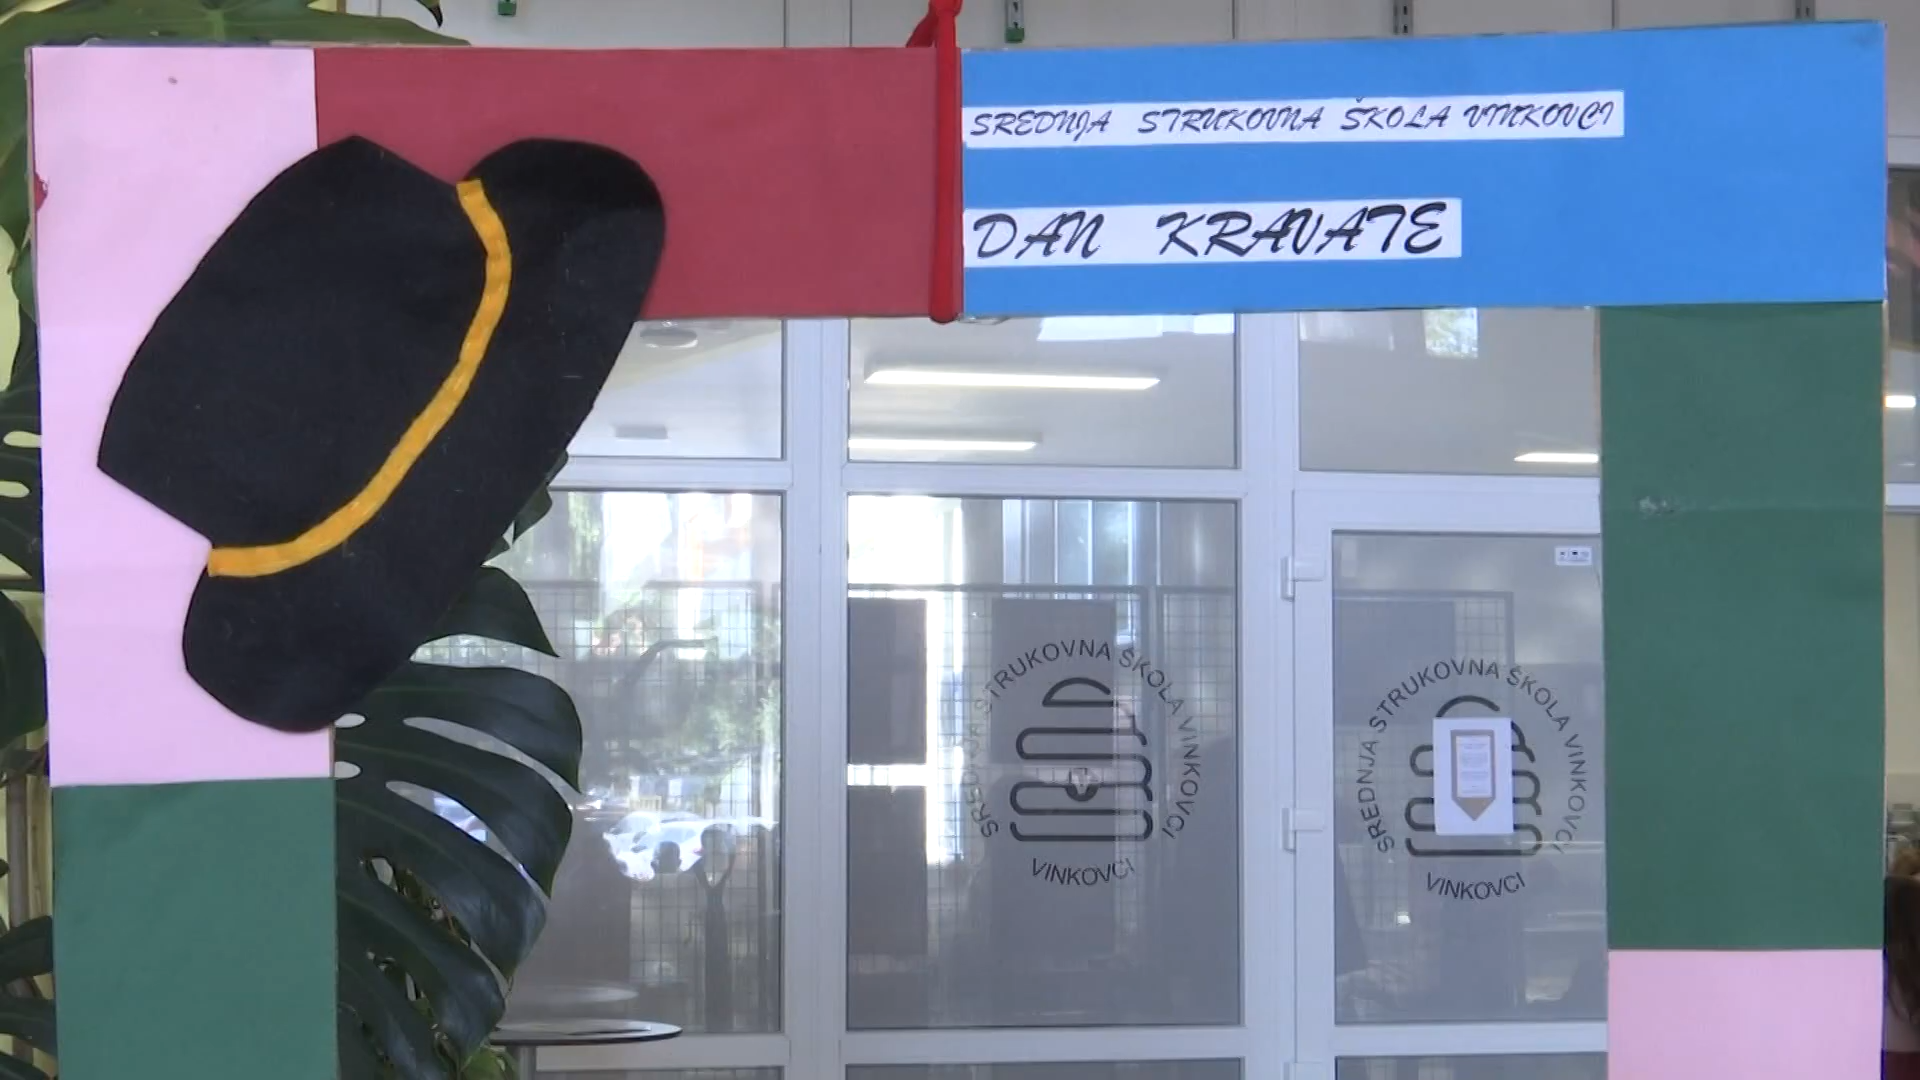 SREDNJA STRUKOVNA ŠKOLA VINKOVCI
DAN KRAVATE
SREDNJA STRUKOVNA ŠKOLA VINKOVCI
VINKOVCI
SREDNJA STRUKOVNA ŠKOLA VINKOVCI
VINKOVCI